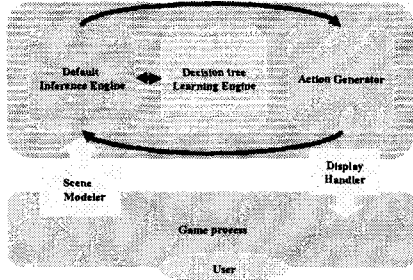 Default
Inference Engine
Decision tree
Learning Engine
Action Generator
Scene
Modeler
Display
Handler
Game process
User